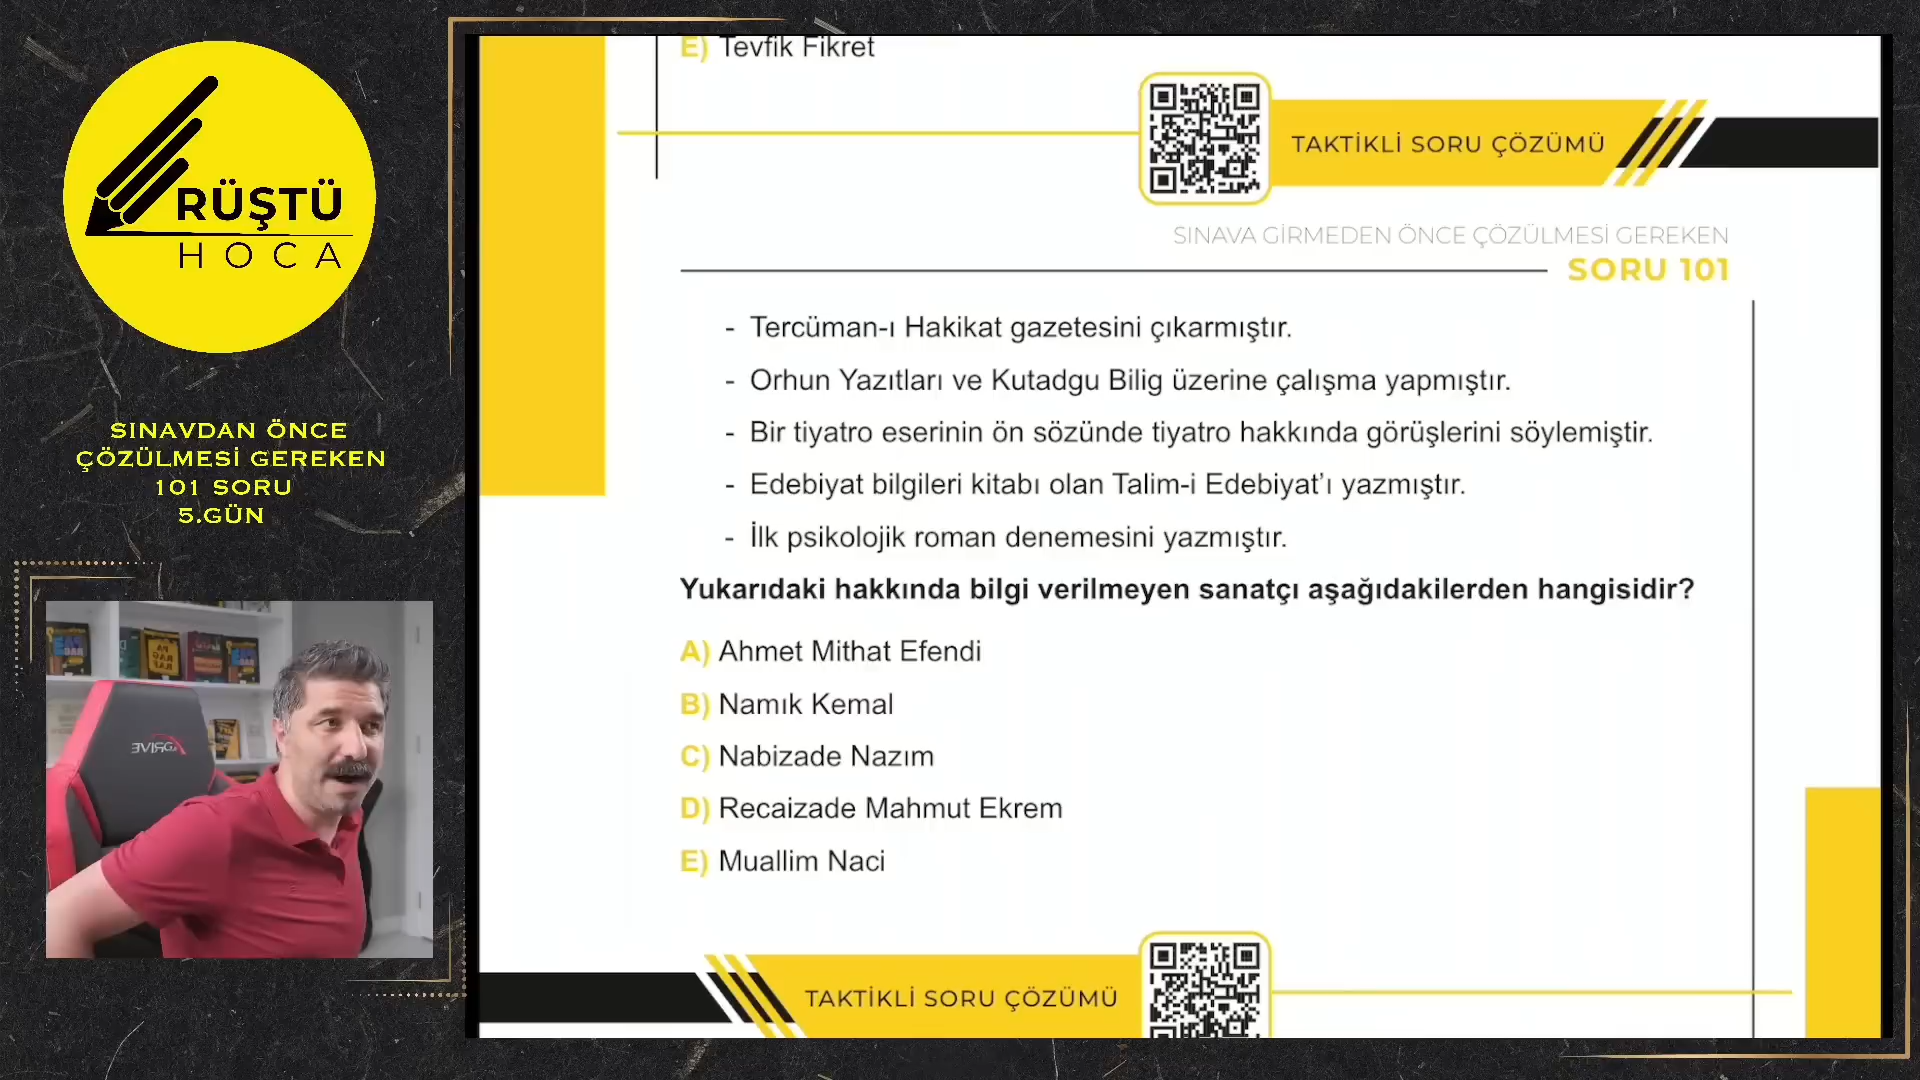 RÜŞTÜ
HOCA
SINAVDAN ÖNCE
ÇÖZÜLMESİ GEREKEN
101 SORU
5.GÜN
E) Tevfik Fikret
TAKTİKLİ SORU ÇÖZÜMÜ
SINAVA GİRMEDEN ÖNCE ÇÖZÜLMESİ GEREKEN
SORU 101
- Tercüman-ı Hakikat gazetesini çıkarmıştır.
- Orhun Yazıtları ve Kutadgu Bilig üzerine çalışma yapmıştır.
- Bir tiyatro eserinin ön sözünde tiyatro hakkında görüşlerini söylemiştir.
- Edebiyat bilgileri kitabı olan Talim-i Edebiyat’ı yazmıştır.
- İlk psikolojik roman denemesini yazmıştır.
Yukarıdaki hakkında bilgi verilmeyen sanatçı aşağıdakilerden hangisidir?
A) Ahmet Mithat Efendi
B) Namık Kemal
C) Nabizade Nazım
D) Recaizade Mahmut Ekrem
E) Muallim Naci
TAKTİKLİ SORU ÇÖZÜMÜ